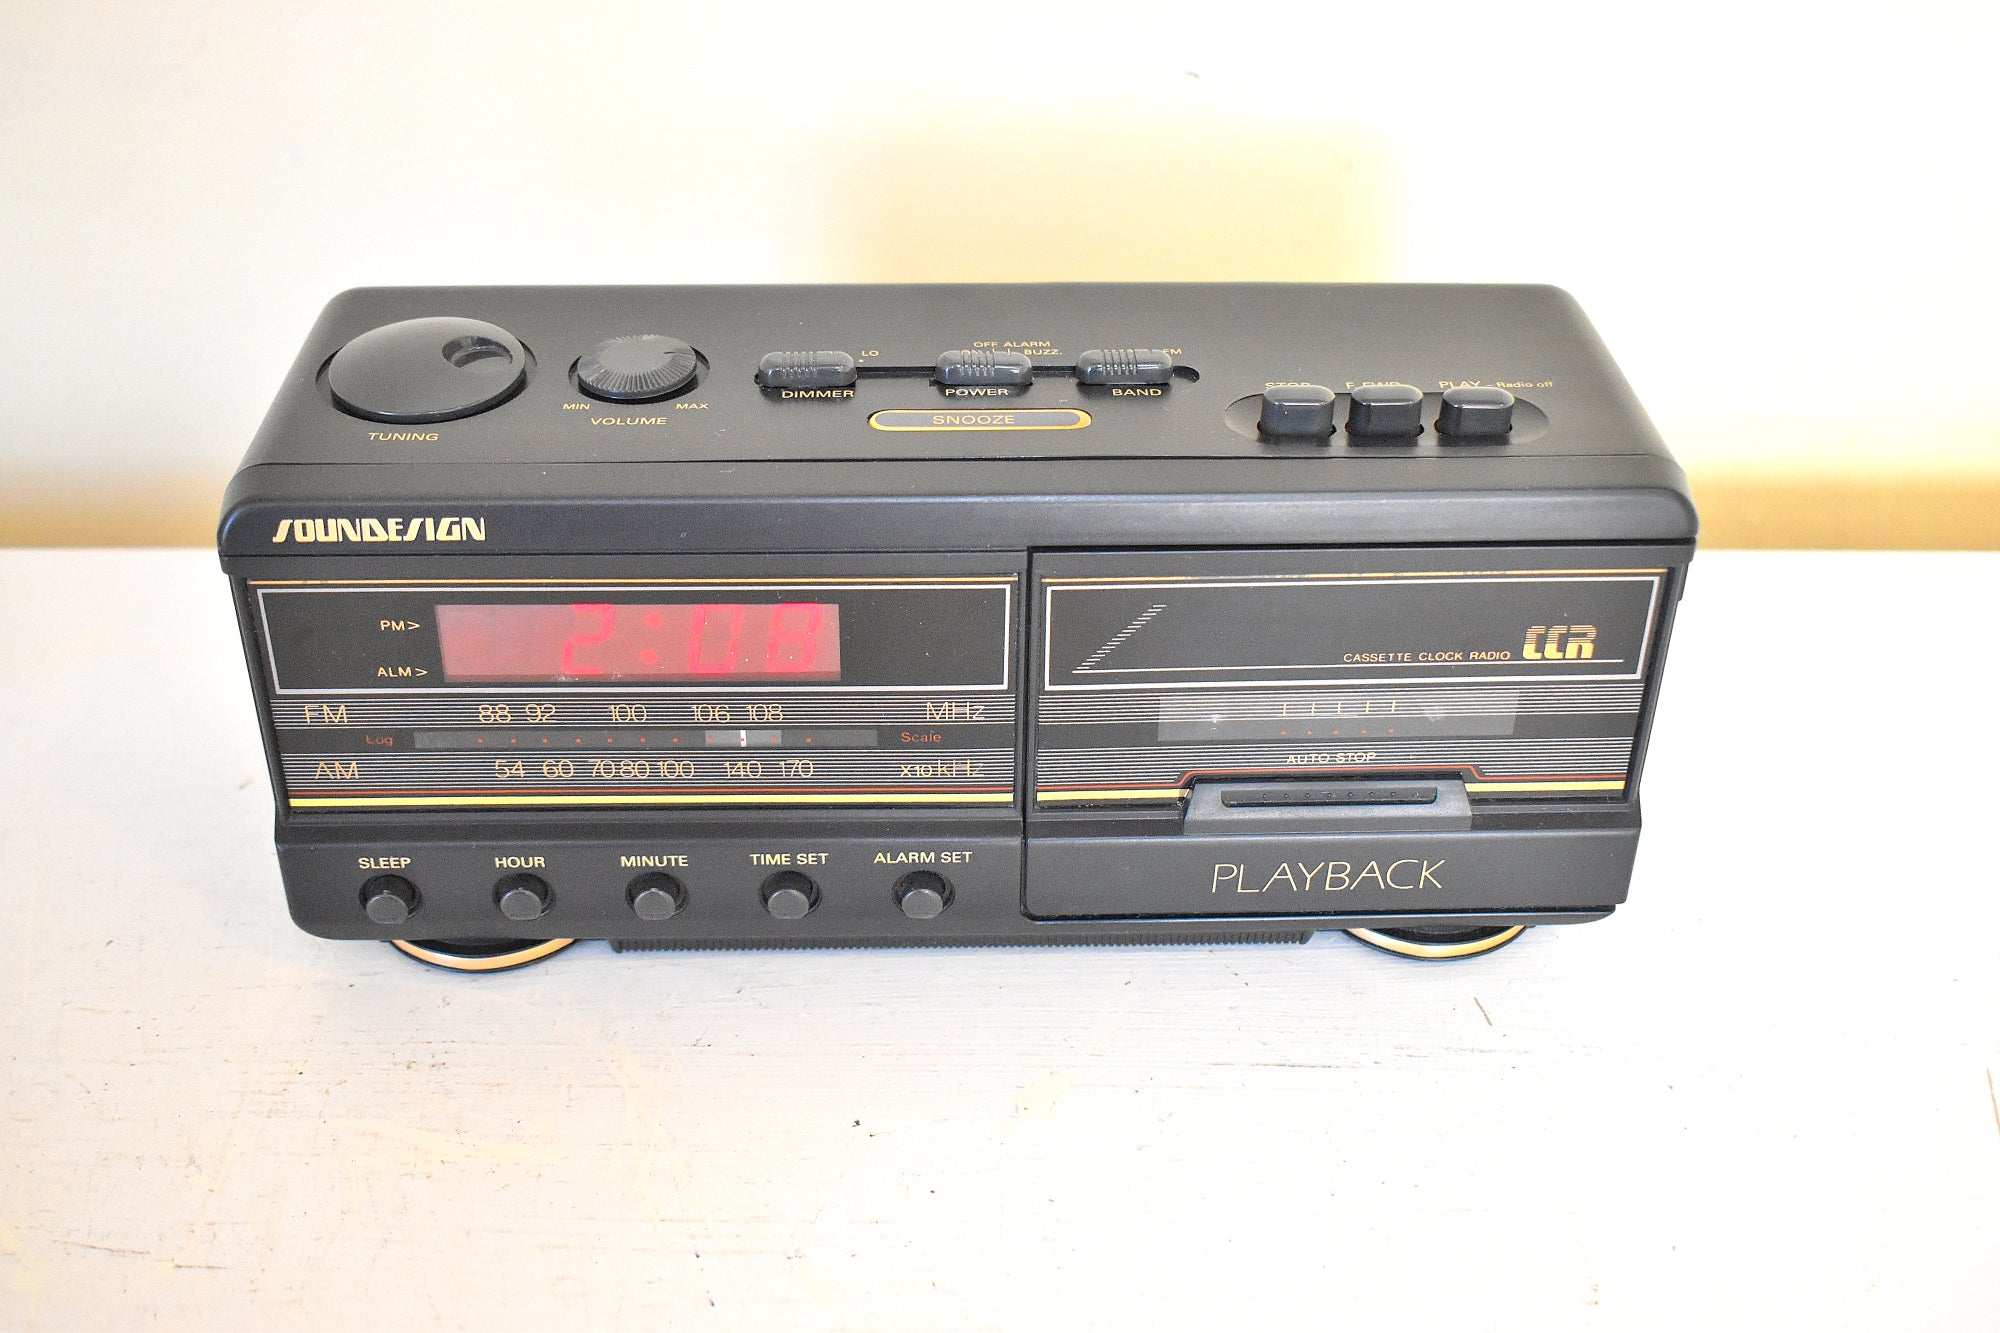 OFF ALARM
LO
BUZZ.
FM
DIMMER
POWER
BAND
STOP
F.FWD
PLAY - Radio off
MIN
MAX
VOLUME
SNOOZE
TUNING
SOUNDESIGN
PM>
2:08
ALM>
CASSETTE CLOCK RADIO CCR
FM 88 92 100 106 108 MHz
Log Scale
AM 54 60 70 80 100 140 170 X10 kHz
AUTO STOP
SLEEP
HOUR
MINUTE
TIME SET
ALARM SET
PLAYBACK